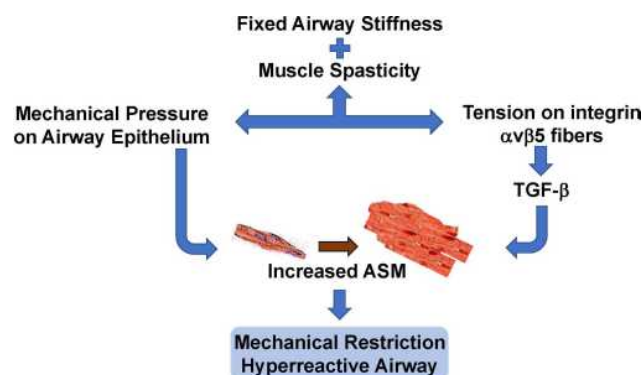 Fixed Airway Stiffness
Muscle Spasticity
Mechanical Pressure
on Airway Epithelium
Tension on integrin
αvβ5 fibers
TGF-β
Increased ASM
Mechanical Restriction
Hyperreactive Airway